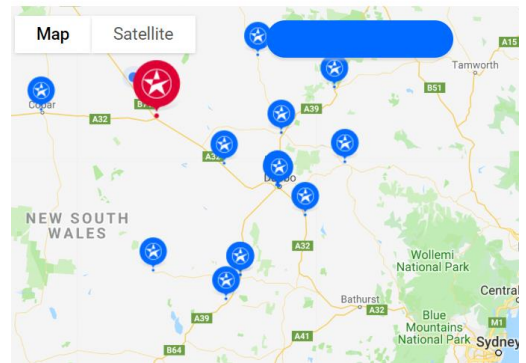 Map Satellite
A15
Tamworth
B51
Cobar
A32
A39
A32
NEW SOUTH
WALES
A32
Wollemi
National Park
Central
Bathurst
A32
Blue
Mountains
National Park
M1
Sydney
A39
A41
B64